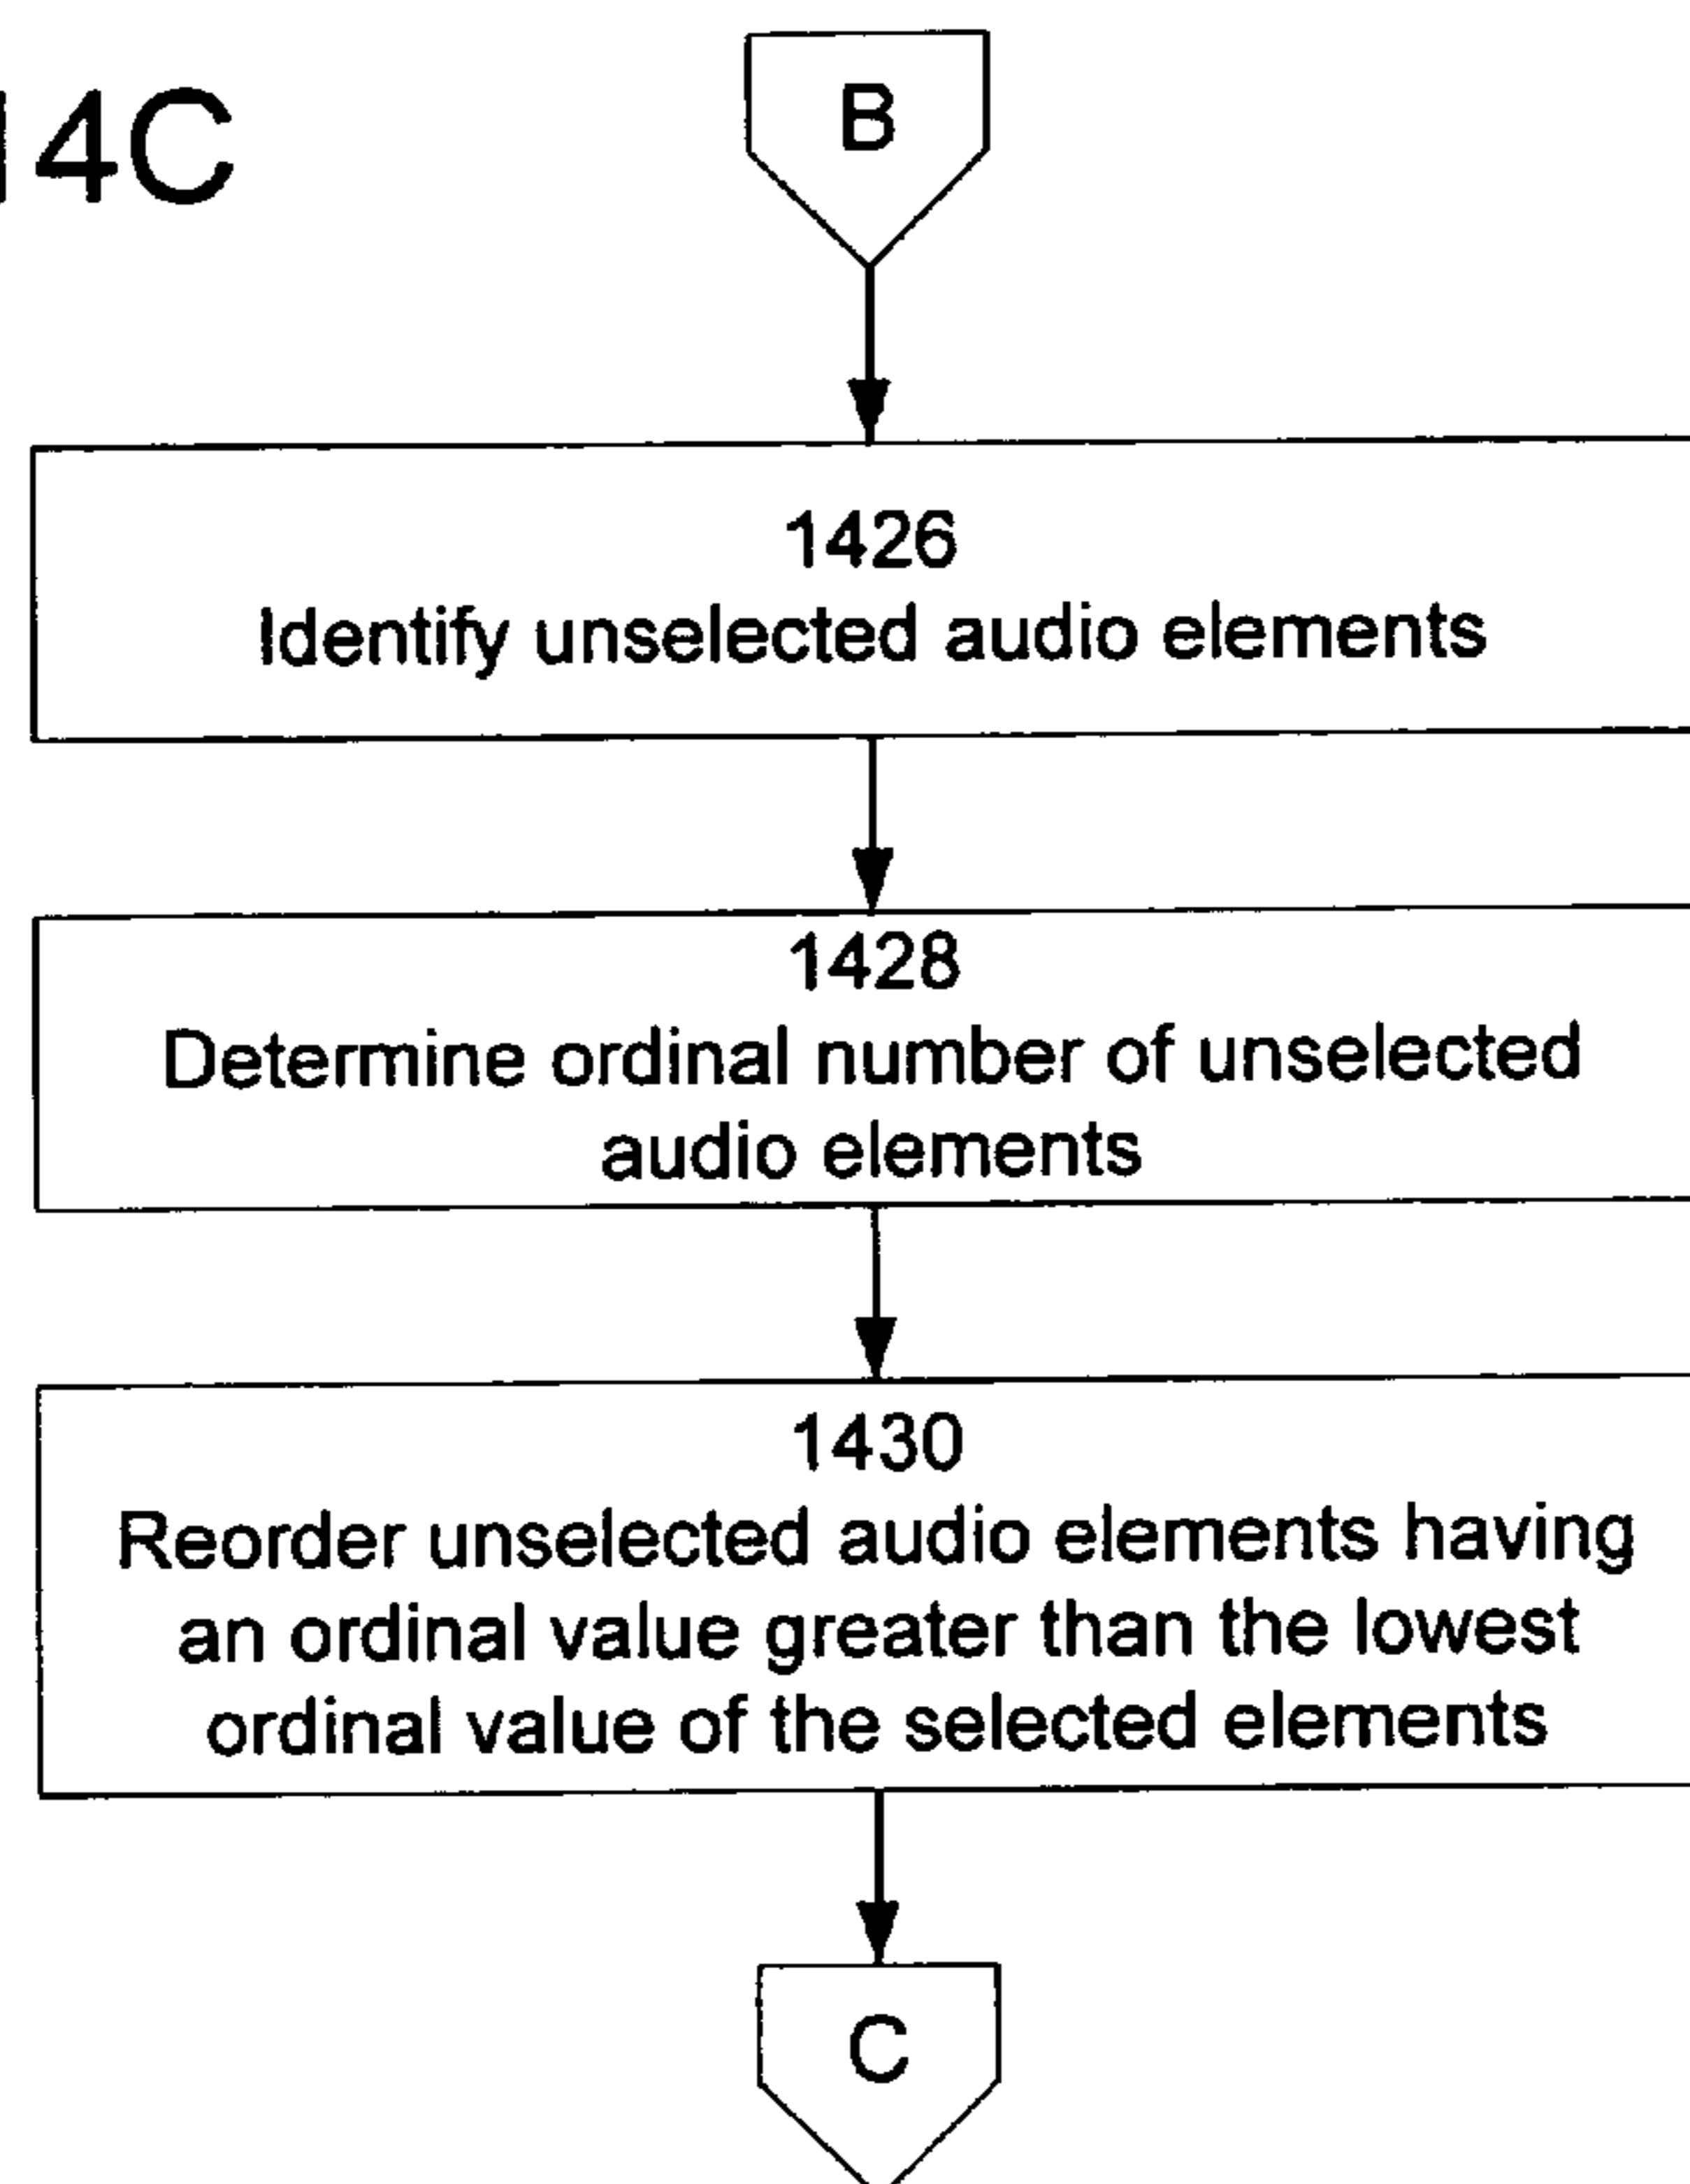 14C
B
1426
Identify unselected audio elements
1428
Determine ordinal number of unselected
audio elements
1430
Reorder unselected audio elements having
an ordinal value greater than the lowest
ordinal value of the selected elements
C